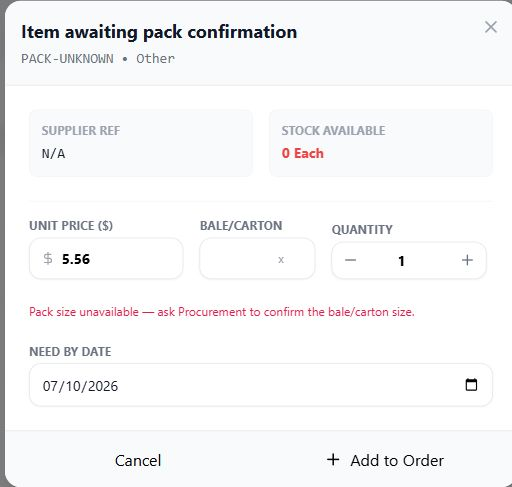 Item awaiting pack confirmation
PACK-UNKNOWN • Other
SUPPLIER REF
N/A
STOCK AVAILABLE
0 Each
UNIT PRICE ($)
$ 5.56
BALE/CARTON
x
QUANTITY
− 1 +
Pack size unavailable — ask Procurement to confirm the bale/carton size.
NEED BY DATE
07/10/2026
Cancel
+ Add to Order